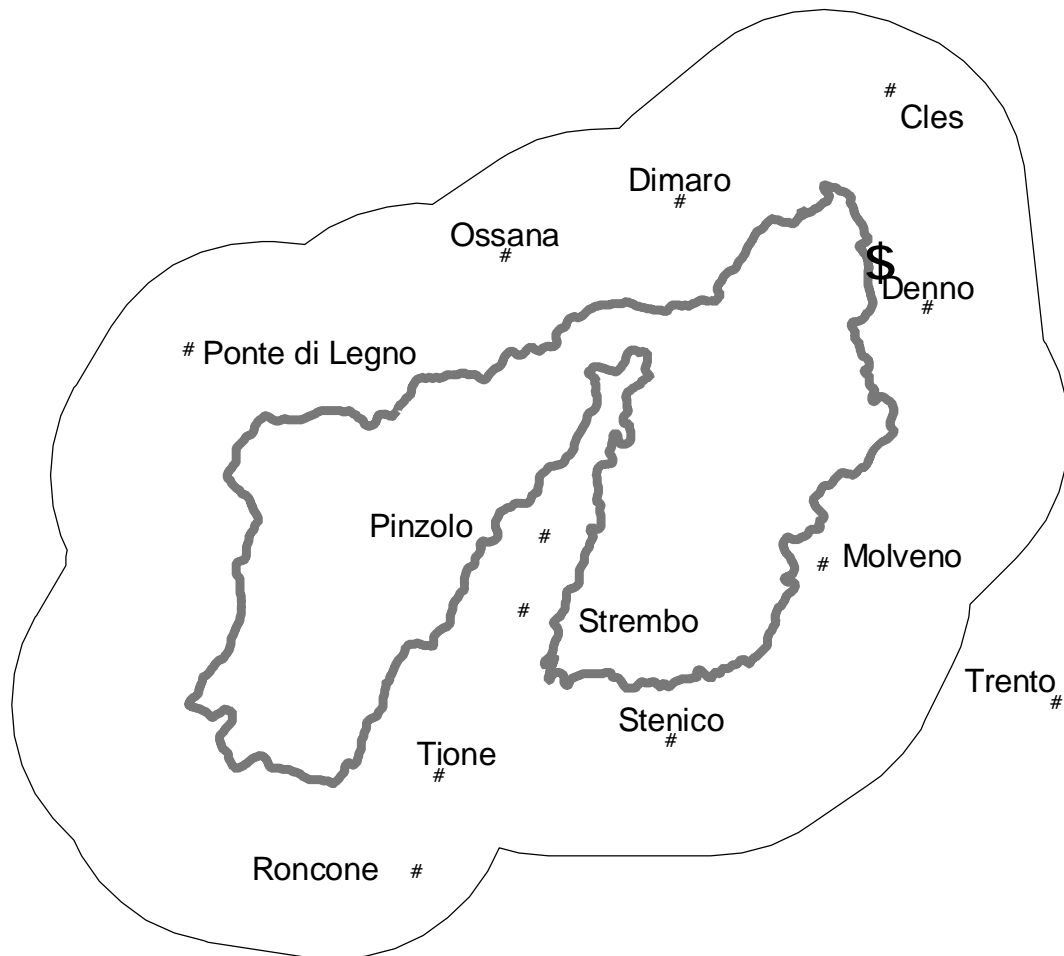 #
Cles
Dimaro
#
Ossana
#
$
Denno
#
# Ponte di Legno
Pinzolo #
# Molveno
# Strembo
Trento
#
Stenico
#
Tione
#
Roncone #